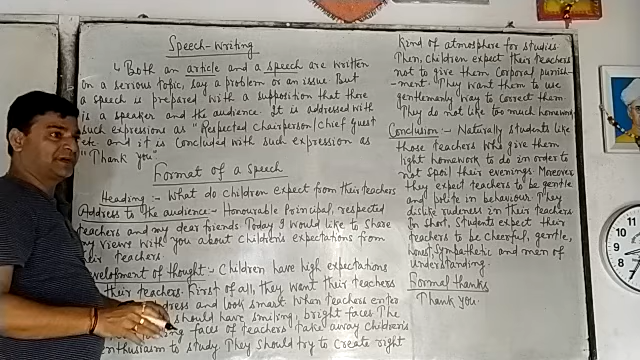 Speech-Writing
↳ Both an article and a speech are written
on a serious topic, say a problem or an issue. But
a speech is prepared with a supposition that there
is a speaker and the audience. It is addressed with
such expressions as "Respected Chairperson/Chief Guest
etc and it is concluded with such expression as
"Thank you"
Format of a Speech
Heading :- What do Children expect from their teachers
Address to the audience:- Honourable Principal, respected
teachers and my dear friends. Today I would like to share
my views with you about Children's expectations from
their teachers.
Development of thought :- Children have high expectations
their teachers. First of all, they want their teachers
dress and look smart. When teachers enter
should have smiling, bright faces. The
faces of teachers take away children's
enthusiasm to study. They should try to create right
kind of atmosphere for studies.
Then, children expect their teachers
not to give them Corporal punish-
-ment. They want them to use
gentlemanly way to correct them.
They do not like too much homework
Conclusion :- Naturally students like
those teachers who give them
light homework to do in order to
not spoil their evenings. Moreover
they expect teachers to be gentle
and polite in behaviour. They
dislike rudeness in their teachers
In short, students expect their
teachers to be cheerful, gentle,
honest, sympathetic and men of
understanding.
Formal thanks
Thank you.